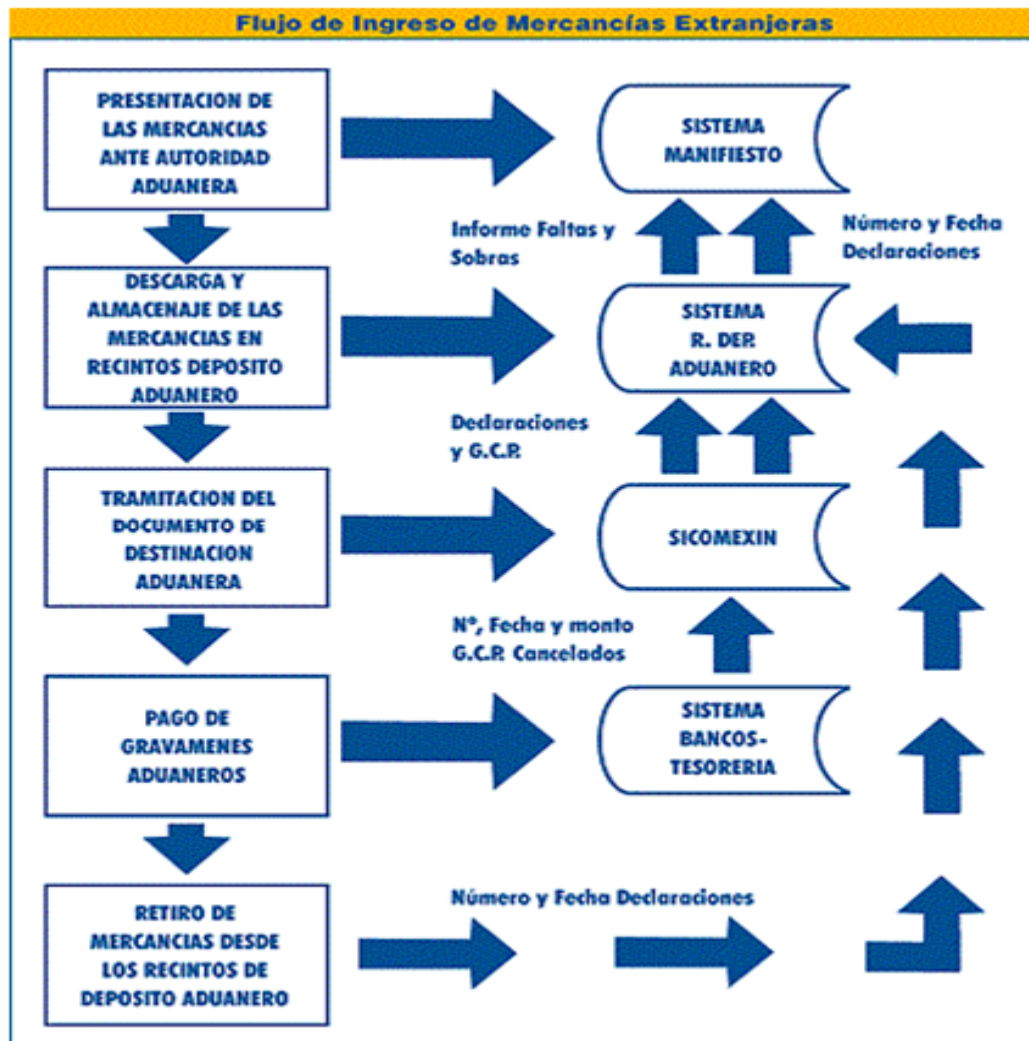 Flujo de Ingreso de Mercancías Extranjeras
PRESENTACION DE
LAS MERCANCIAS
ANTE AUTORIDAD
ADUANERA
SISTEMA
MANIFIESTO
Informe Faltas y
Sobras
Número y Fecha
Declaraciones
DESCARGA Y
ALMACENAJE DE LAS
MERCANCIAS EN
RECINTOS DEPOSITO
ADUANERO
SISTEMA
R. DEP.
ADUANERO
Declaraciones
y G.C.P.
TRAMITACION DEL
DOCUMENTO DE
DESTINACION
ADUANERA
SICOMEXIN
Nº, Fecha y monto
G.C.P. Cancelados
PAGO DE
GRAVAMENES
ADUANEROS
SISTEMA
BANCOS-
TESORERIA
RETIRO DE
MERCANCIAS DESDE
LOS RECINTOS DE
DEPOSITO ADUANERO
Número y Fecha Declaraciones